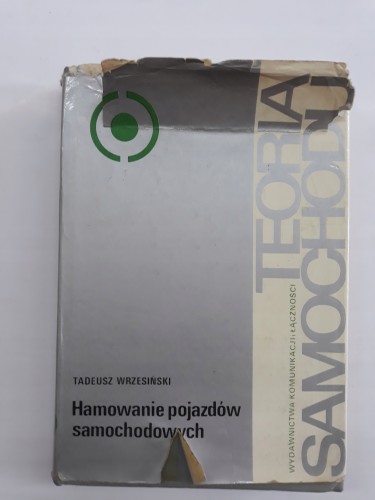 TEORIA
SAMOCHODU
WYDAWNICTWA KOMUNIKACJI I ŁĄCZNOŚCI
TADEUSZ WRZESIŃSKI
Hamowanie pojazdów
samochodowych